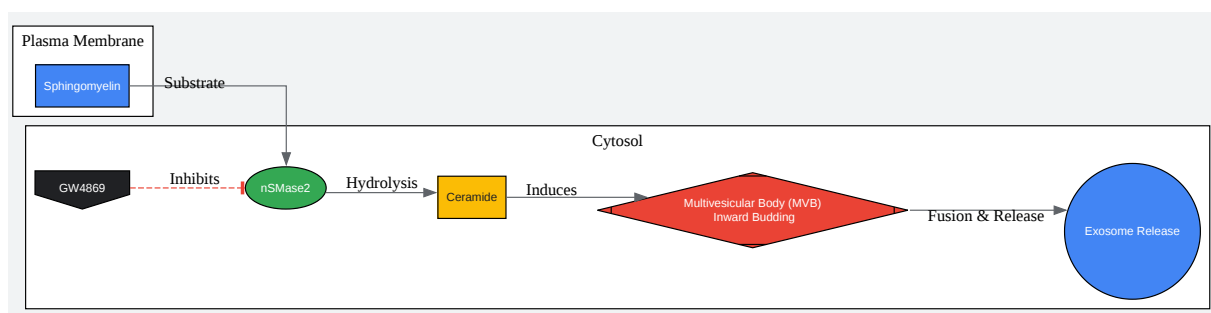 Plasma Membrane
Sphingomyelin
Substrate
Cytosol
GW4869
Inhibits
nSMase2
Hydrolysis
Ceramide
Induces
Multivesicular Body (MVB)
Inward Budding
Fusion & Release
Exosome Release